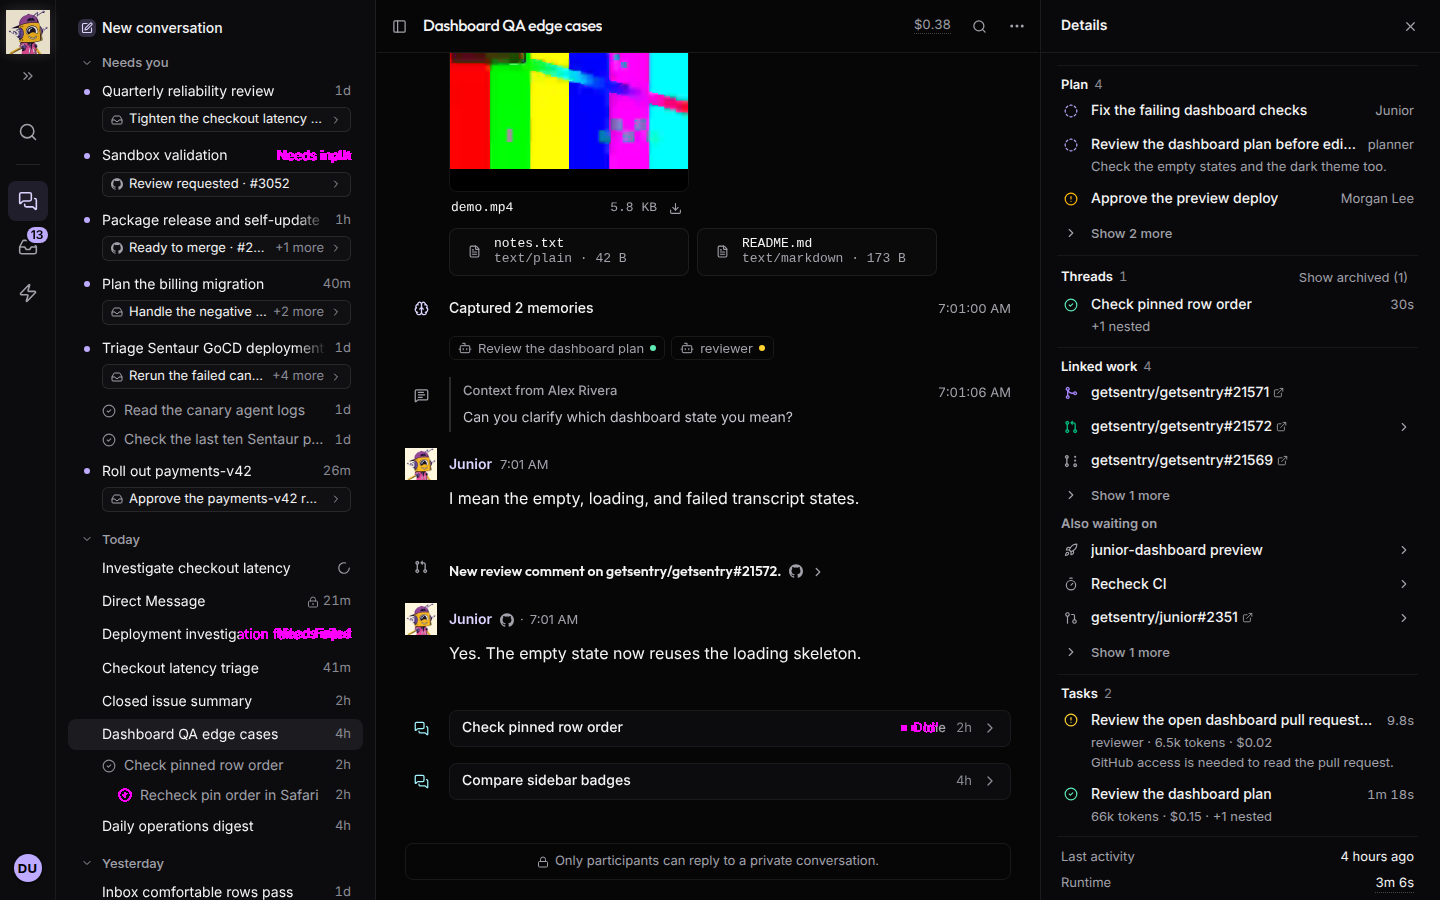 New conversation
Needs you
Quarterly reliability review 1d
Tighten the checkout latency ...
Sandbox validation
Review requested · #3052
Package release and self-update 1h
Ready to merge · #2... +1 more
Plan the billing migration 40m
Handle the negative ... +2 more
Triage Sentaur GoCD deployment 1d
Rerun the failed can... +4 more
Read the canary agent logs 1d
Check the last ten Sentaur p... 1d
Roll out payments-v42 26m
Approve the payments-v42 r...
Today
Investigate checkout latency
Direct Message 21m
Deployment investigation
Checkout latency triage 41m
Closed issue summary 2h
Dashboard QA edge cases 4h
Check pinned row order 2h
Recheck pin order in Safari 2h
Daily operations digest 4h
Yesterday
Inbox comfortable rows pass 1d
13
DU
Dashboard QA edge cases $0.38
demo.mp4 5.8 KB
notes.txt
text/plain · 42 B
README.md
text/markdown · 173 B
Captured 2 memories 7:01:00 AM
Review the dashboard plan
reviewer
Context from Alex Rivera 7:01:06 AM
Can you clarify which dashboard state you mean?
Junior 7:01 AM
I mean the empty, loading, and failed transcript states.
New review comment on getsentry/getsentry#21572.
Junior · 7:01 AM
Yes. The empty state now reuses the loading skeleton.
Check pinned row order 2h
Compare sidebar badges 4h
Only participants can reply to a private conversation.
Details
Plan 4
Fix the failing dashboard checks Junior
Review the dashboard plan before edi... planner
Check the empty states and the dark theme too.
Approve the preview deploy Morgan Lee
Show 2 more
Threads 1 Show archived (1)
Check pinned row order 30s
+1 nested
Linked work 4
getsentry/getsentry#21571
getsentry/getsentry#21572
getsentry/getsentry#21569
Show 1 more
Also waiting on
junior-dashboard preview
Recheck CI
getsentry/junior#2351
Show 1 more
Tasks 2
Review the open dashboard pull request... 9.8s
reviewer · 6.5k tokens · $0.02
GitHub access is needed to read the pull request.
Review the dashboard plan 1m 18s
66k tokens · $0.15 · +1 nested
Last activity 4 hours ago
Runtime 3m 6s